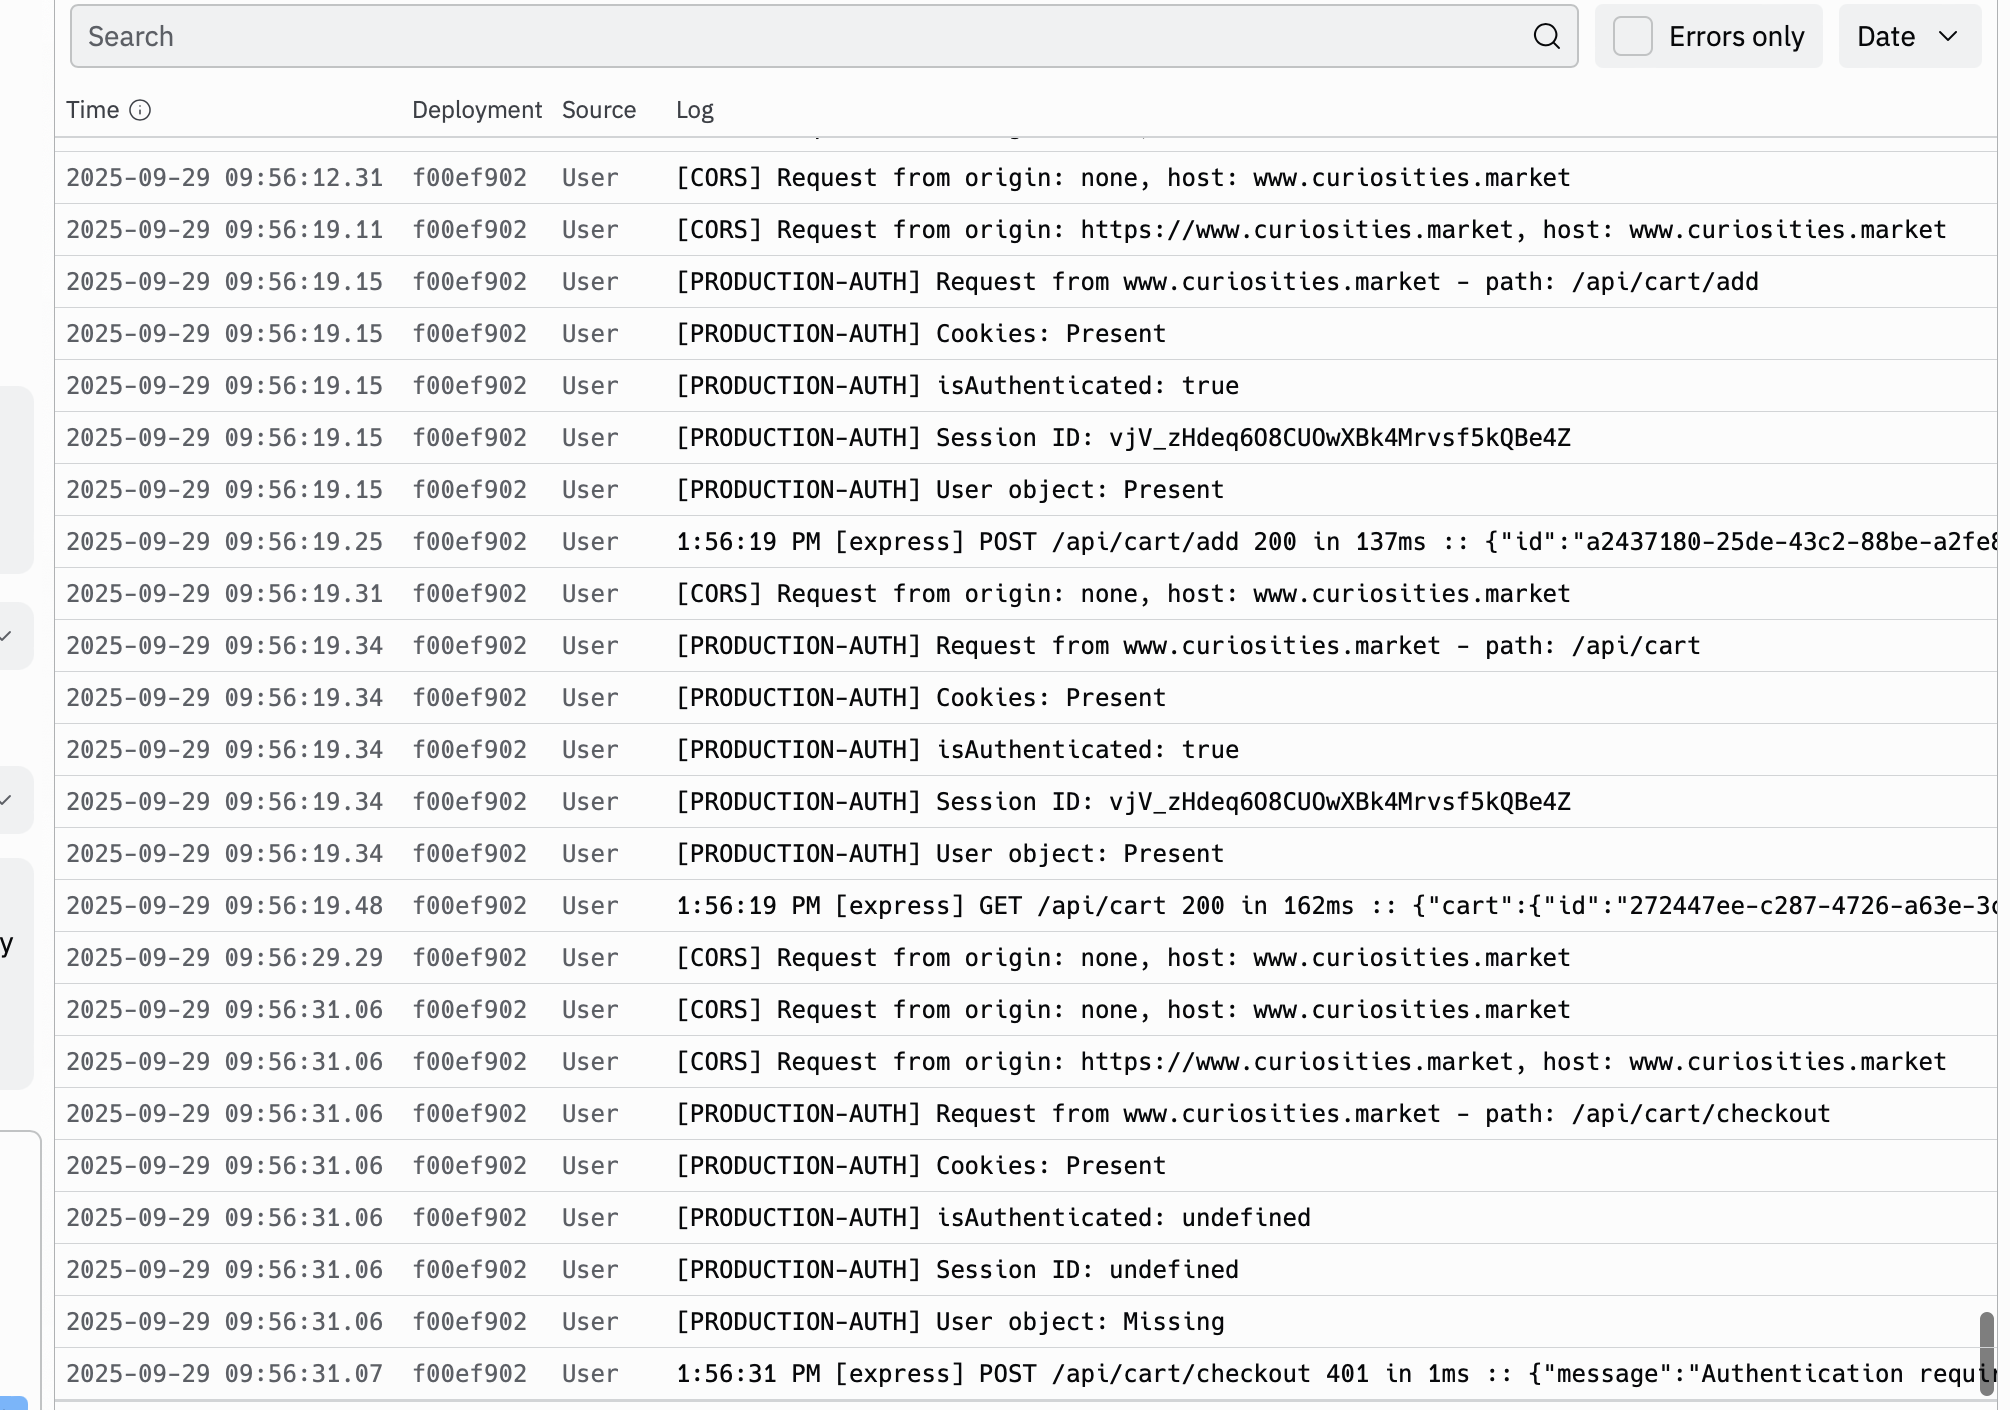 Search
Errors only
Date
Time Deployment Source Log
2025-09-29 09:56:12.31 f00ef902 User [CORS] Request from origin: none, host: www.curiosities.market
2025-09-29 09:56:19.11 f00ef902 User [CORS] Request from origin: https://www.curiosities.market, host: www.curiosities.market
2025-09-29 09:56:19.15 f00ef902 User [PRODUCTION-AUTH] Request from www.curiosities.market - path: /api/cart/add
2025-09-29 09:56:19.15 f00ef902 User [PRODUCTION-AUTH] Cookies: Present
2025-09-29 09:56:19.15 f00ef902 User [PRODUCTION-AUTH] isAuthenticated: true
2025-09-29 09:56:19.15 f00ef902 User [PRODUCTION-AUTH] Session ID: vjV_zHdeq6O8CUOwXBk4Mrvsf5kQBe4Z
2025-09-29 09:56:19.15 f00ef902 User [PRODUCTION-AUTH] User object: Present
2025-09-29 09:56:19.25 f00ef902 User 1:56:19 PM [express] POST /api/cart/add 200 in 137ms :: {"id":"a2437180-25de-43c2-88be-a2fe8
2025-09-29 09:56:19.31 f00ef902 User [CORS] Request from origin: none, host: www.curiosities.market
2025-09-29 09:56:19.34 f00ef902 User [PRODUCTION-AUTH] Request from www.curiosities.market - path: /api/cart
2025-09-29 09:56:19.34 f00ef902 User [PRODUCTION-AUTH] Cookies: Present
2025-09-29 09:56:19.34 f00ef902 User [PRODUCTION-AUTH] isAuthenticated: true
2025-09-29 09:56:19.34 f00ef902 User [PRODUCTION-AUTH] Session ID: vjV_zHdeq6O8CUOwXBk4Mrvsf5kQBe4Z
2025-09-29 09:56:19.34 f00ef902 User [PRODUCTION-AUTH] User object: Present
2025-09-29 09:56:19.48 f00ef902 User 1:56:19 PM [express] GET /api/cart 200 in 162ms :: {"cart":{"id":"272447ee-c287-4726-a63e-3c
2025-09-29 09:56:29.29 f00ef902 User [CORS] Request from origin: none, host: www.curiosities.market
y
2025-09-29 09:56:31.06 f00ef902 User [CORS] Request from origin: none, host: www.curiosities.market
2025-09-29 09:56:31.06 f00ef902 User [CORS] Request from origin: https://www.curiosities.market, host: www.curiosities.market
2025-09-29 09:56:31.06 f00ef902 User [PRODUCTION-AUTH] Request from www.curiosities.market - path: /api/cart/checkout
2025-09-29 09:56:31.06 f00ef902 User [PRODUCTION-AUTH] Cookies: Present
2025-09-29 09:56:31.06 f00ef902 User [PRODUCTION-AUTH] isAuthenticated: undefined
2025-09-29 09:56:31.06 f00ef902 User [PRODUCTION-AUTH] Session ID: undefined
2025-09-29 09:56:31.06 f00ef902 User [PRODUCTION-AUTH] User object: Missing
2025-09-29 09:56:31.07 f00ef902 User 1:56:31 PM [express] POST /api/cart/checkout 401 in 1ms :: {"message":"Authentication requir